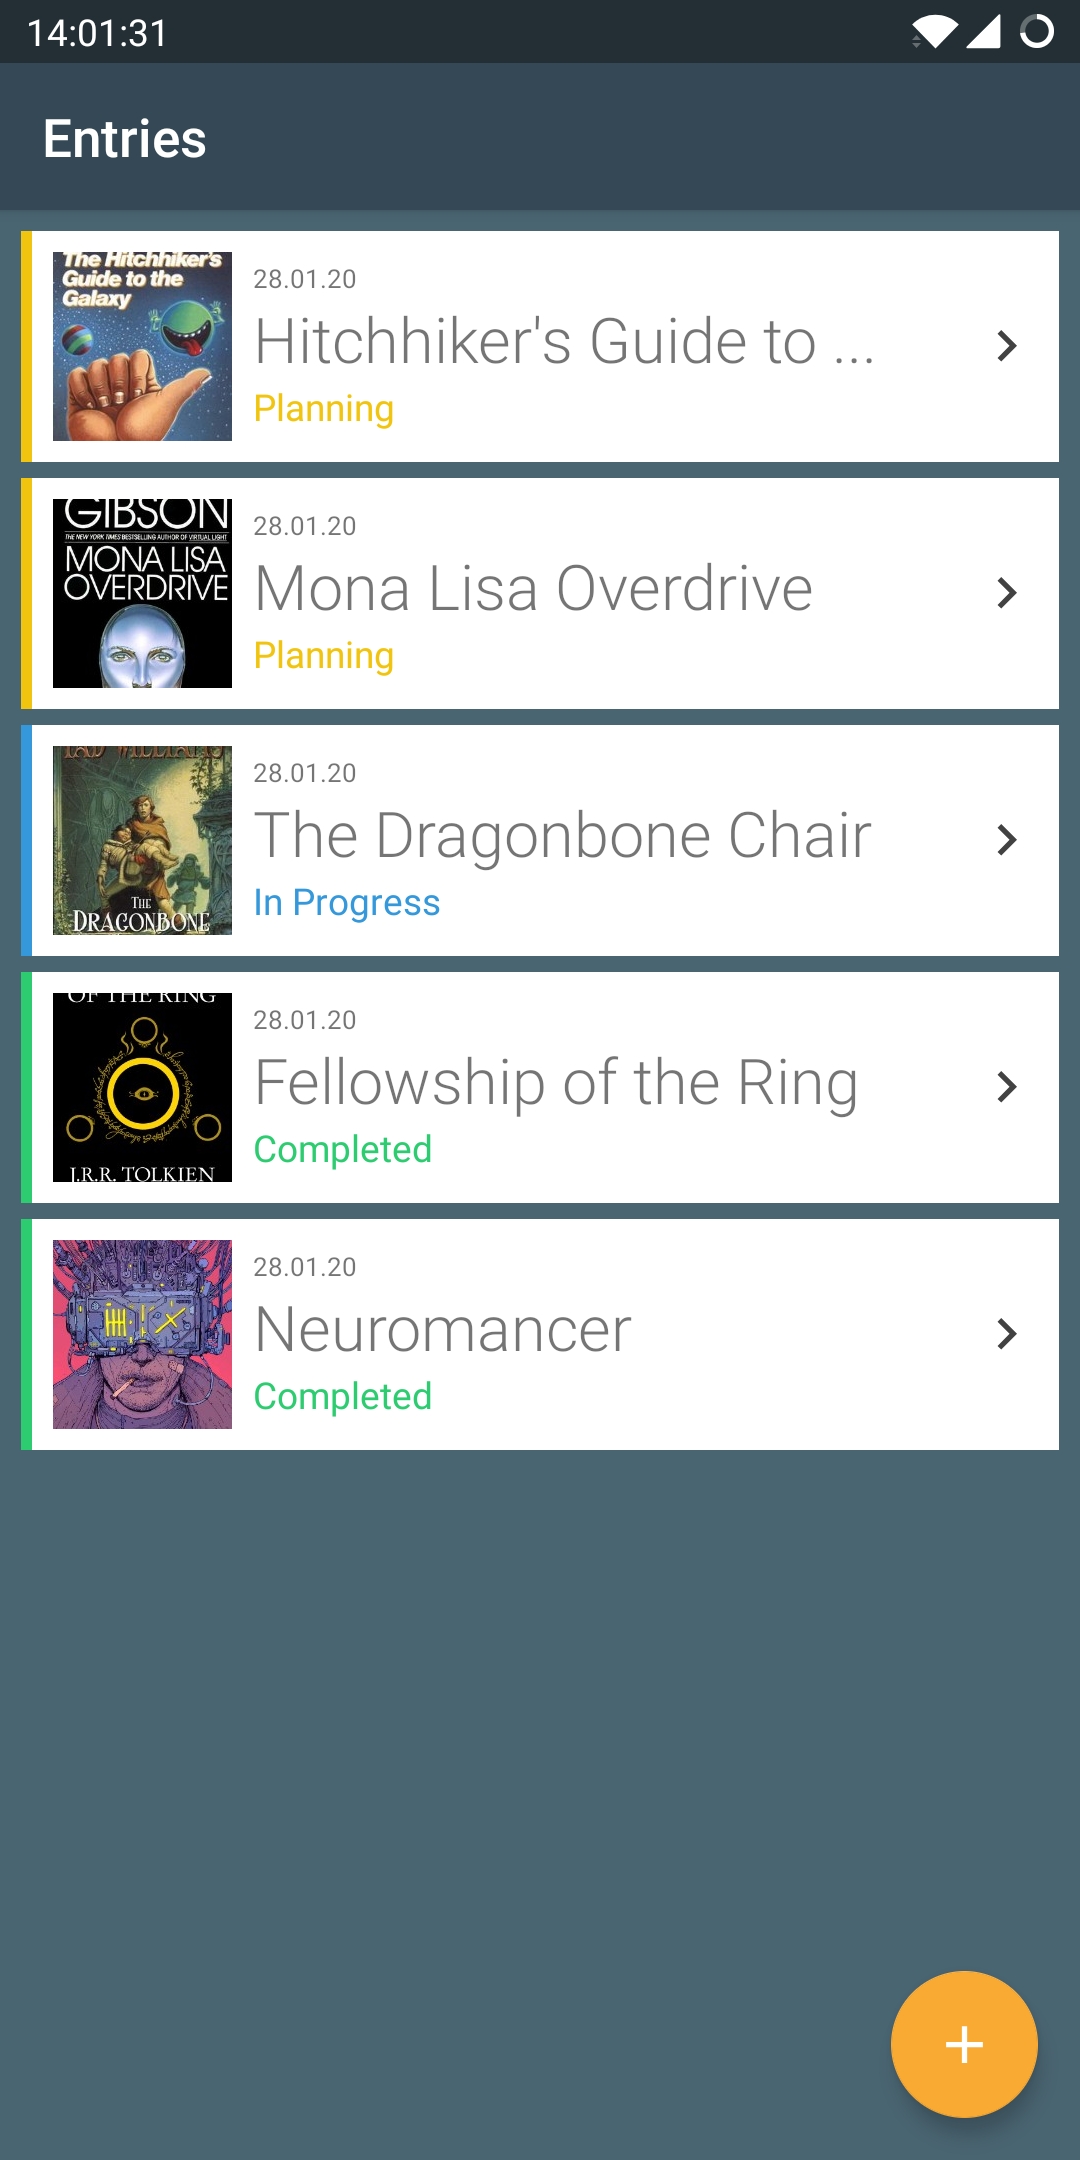 14:01:31
Entries
The Hitchhiker's
Guide to the
Galaxy
28.01.20
Hitchhiker's Guide to ...
Planning
GIBSON
THE NEW YORK TIMES BESTSELLING AUTHOR OF VIRTUAL LIGHT
MONA LISA
OVERDRIVE
28.01.20
Mona Lisa Overdrive
Planning
TAD WILLIAMS
THE
DRAGONBONE
28.01.20
The Dragonbone Chair
In Progress
OF THE RING
J.R.R. TOLKIEN
28.01.20
Fellowship of the Ring
Completed
28.01.20
Neuromancer
Completed